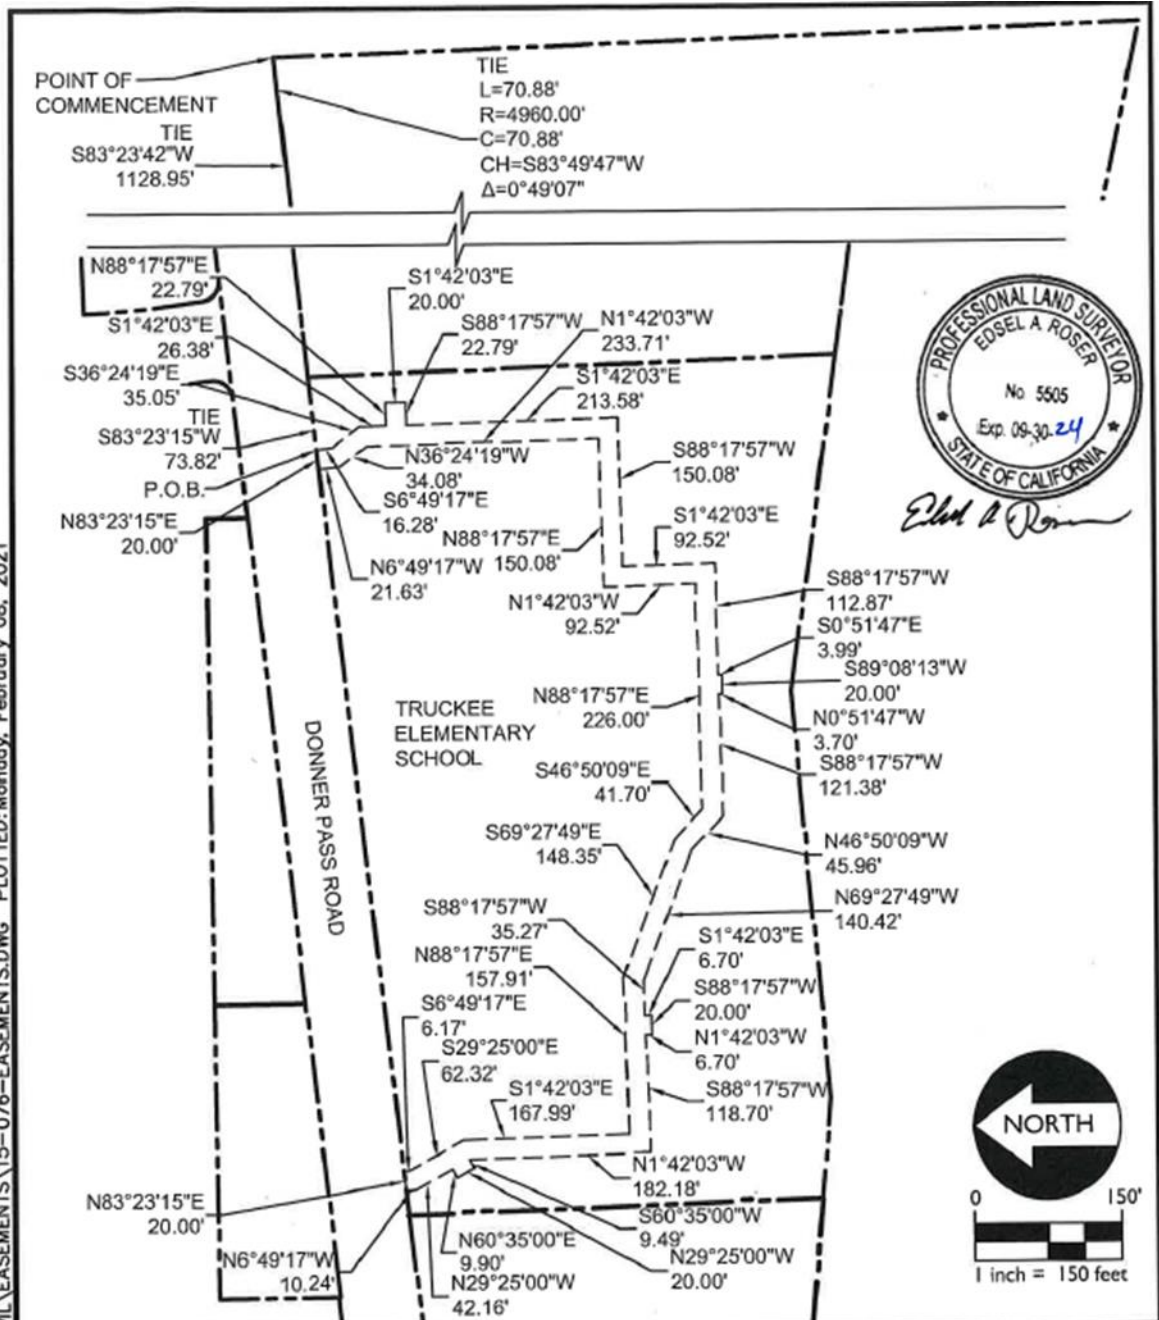 POINT OF
COMMENCEMENT
TIE
S83°23'42"W
1128.95'
TIE
L=70.88'
R=4960.00'
C=70.88'
CH=S83°49'47"W
Δ=0°49'07"
N88°17'57"E
22.79'
S1°42'03"E
20.00'
S1°42'03"E
26.38'
S88°17'57"W
22.79'
N1°42'03"W
233.71'
S36°24'19"E
35.05'
S1°42'03"E
213.58'
TIE
S83°23'15"W
73.82'
P.O.B.
N83°23'15"E
20.00'
N36°24'19"W
34.08'
S6°49'17"E
16.28'
N6°49'17"W
21.63'
N88°17'57"E
150.08'
S88°17'57"W
150.08'
S1°42'03"E
92.52'
N1°42'03"W
92.52'
S88°17'57"W
112.87'
S0°51'47"E
3.99'
S89°08'13"W
20.00'
N0°51'47"W
3.70'
S88°17'57"W
121.38'
N88°17'57"E
226.00'
TRUCKEE
ELEMENTARY
SCHOOL
DONNER PASS ROAD
S46°50'09"E
41.70'
S69°27'49"E
148.35'
N46°50'09"W
45.96'
N69°27'49"W
140.42'
S88°17'57"W
35.27'
N88°17'57"E
157.91'
S1°42'03"E
6.70'
S88°17'57"W
20.00'
N1°42'03"W
6.70'
S88°17'57"W
118.70'
S6°49'17"E
6.17'
S29°25'00"E
62.32'
S1°42'03"E
167.99'
N1°42'03"W
182.18'
N83°23'15"E
20.00'
N6°49'17"W
10.24'
S60°35'00"W
9.49'
N60°35'00"E
9.90'
N29°25'00"W
20.00'
N29°25'00"W
42.16'
PROFESSIONAL LAND SURVEYOR
EDSEL A. ROSER
No. 5505
Exp. 09-30-24
STATE OF CALIFORNIA
NORTH
0 150'
1 inch = 150 feet
\EASEMENTS\15-076-EASEMENTS.DWG PLOTTED: Monday, February 08, 2021